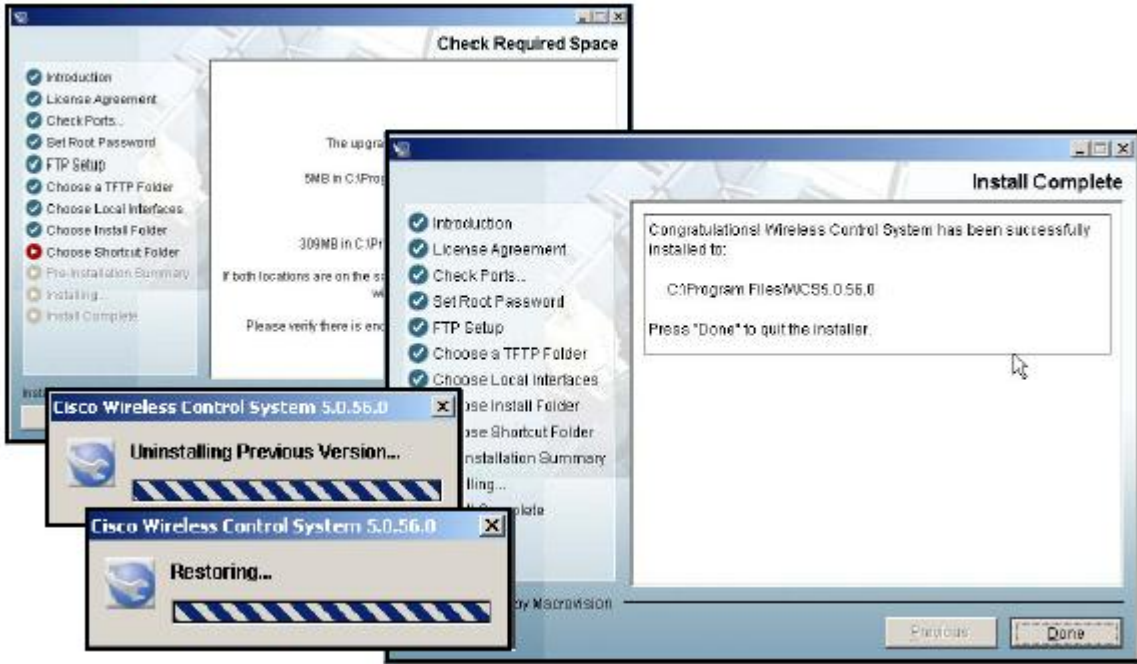 Check Required Space
Introduction
License Agreement
Check Ports...
Set Root Password
FTP Setup
Choose a TFTP Folder
Choose Local Interfaces
Choose Install Folder
Choose Shortcut Folder
Pre-Installation Summary
Installing...
Install Complete
The upgra
5MB in C:\Prog
309MB in C:\Pr
If both locations are on the sa
wi
Please verify there is eno
Install Complete
Introduction
License Agreement
Check Ports...
Set Root Password
FTP Setup
Choose a TFTP Folder
Choose Local Interfaces
ose Install Folder
ose Shortcut Folder
nstallation Summary
lling...
plete
Congratulations! Wireless Control System has been successfully
installed to:
C:\Program Files\WCS5.0.56.0
Press "Done" to quit the installer.
by Macrovision
Previous
Done
Cisco Wireless Control System 5.0.56.0
Uninstalling Previous Version...
Cisco Wireless Control System 5.0.56.0
Restoring...